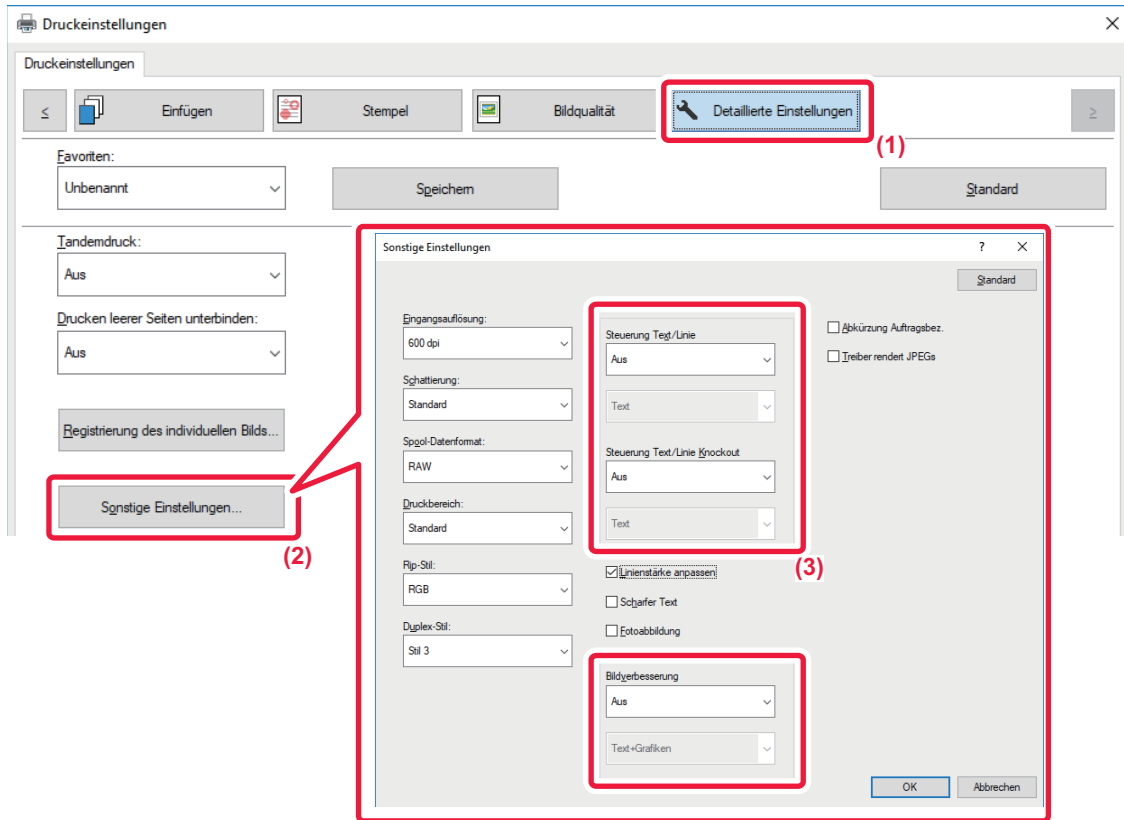 Druckeinstellungen
Druckeinstellungen
≤
Einfügen
Stempel
Bildqualität
Detaillierte Einstellungen
≥
(1)
Favoriten:
Unbenannt
Speichern
Standard
Tandemdruck:
Aus
Drucken leerer Seiten unterbinden:
Aus
Registrierung des individuellen Bilds...
Sonstige Einstellungen...
(2)
Sonstige Einstellungen
?
Standard
Eingangsauflösung:
600 dpi
Schattierung:
Standard
Spool-Datenformat:
RAW
Druckbereich:
Standard
Rip-Stil:
RGB
Duplex-Stil:
Stil 3
Steuerung Text/Linie
Aus
Text
Steuerung Text/Linie Knockout
Aus
Text
(3)
Linienstärke anpassen
Scharfer Text
Fotoabbildung
Bildverbesserung
Aus
Text+Grafiken
Abkürzung Auftragsbez.
Treiber rendert JPEGs
OK
Abbrechen